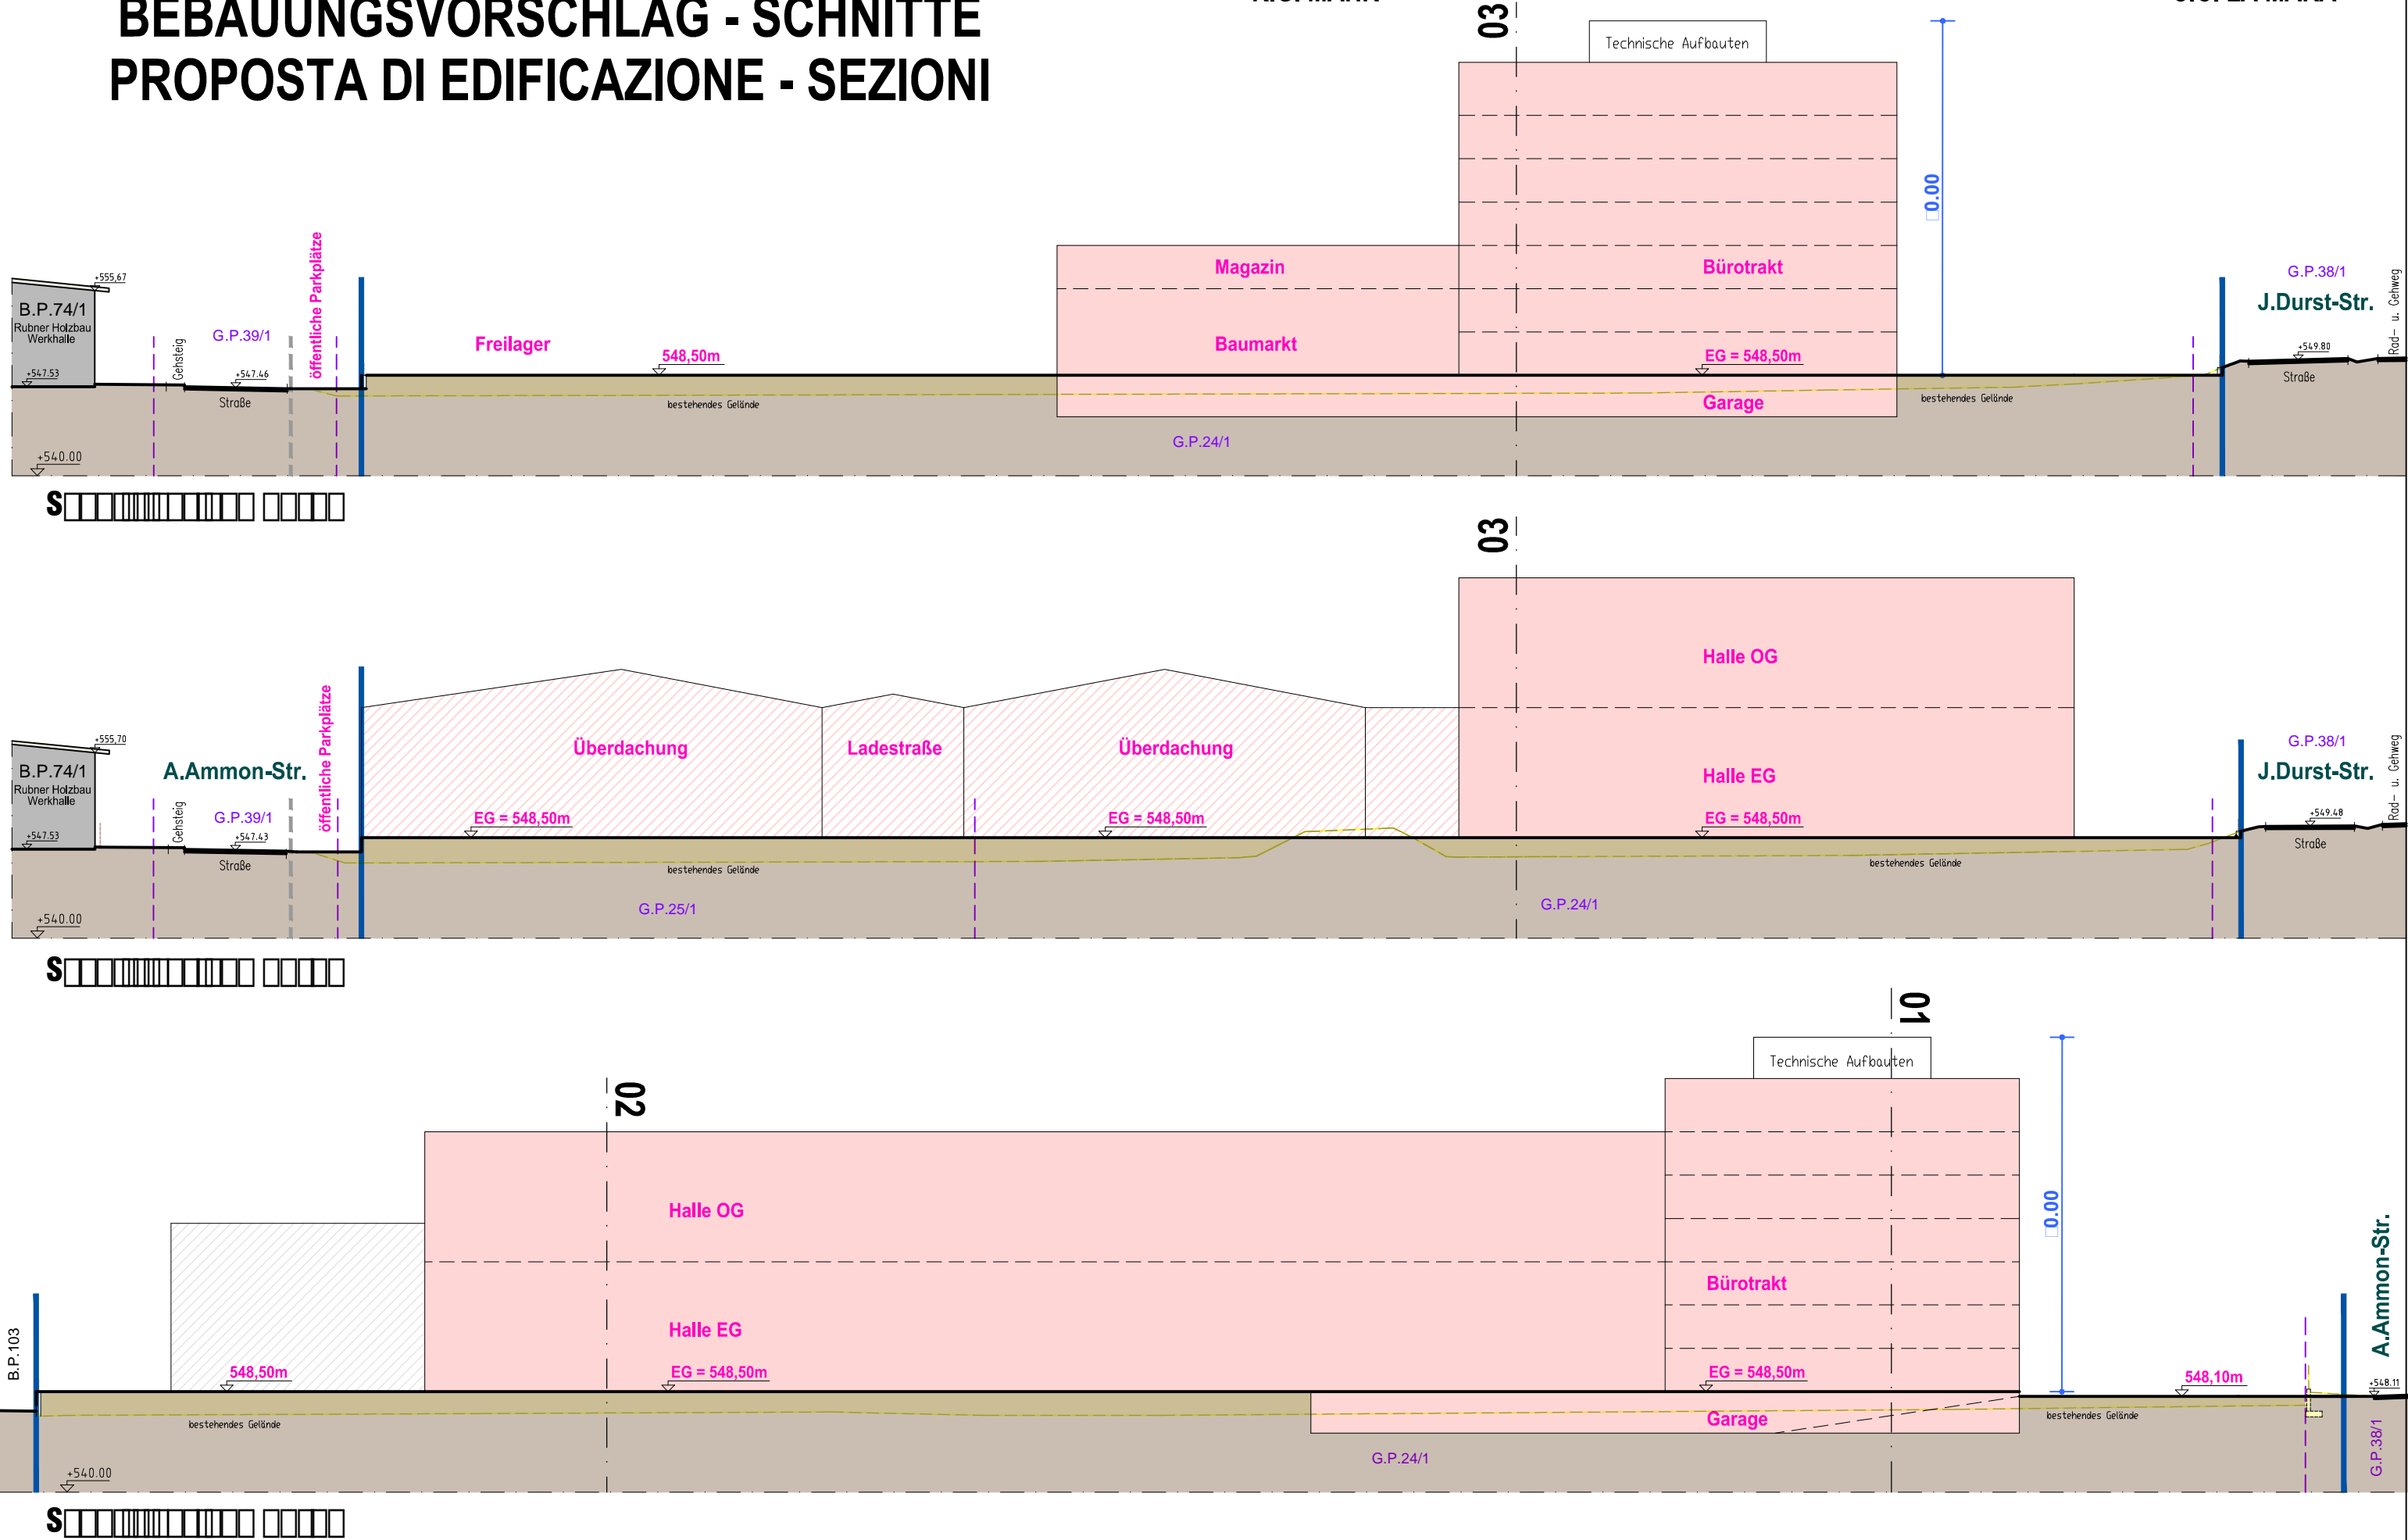 BEBAUUNGSVORSCHLAG - SCHNITTE
PROPOSTA DI EDIFICAZIONE - SEZIONI
03
Technische Aufbauten
0.00
+555,67
B.P.74/1
Rubner Holzbau
Werkhalle
+547.53
Gehsteig
G.P.39/1
+547.46
Straße
öffentliche Parkplätze
Freilager
548,50m
Magazin
Baumarkt
Bürotrakt
EG = 548,50m
Garage
bestehendes Gelände
bestehendes Gelände
G.P.24/1
G.P.38/1
J.Durst-Str.
+549.80
Straße
Rad- u. Gehweg
+540.00
S
03
+555,70
B.P.74/1
Rubner Holzbau
Werkhalle
+547.53
A.Ammon-Str.
Gehsteig
G.P.39/1
+547.43
Straße
öffentliche Parkplätze
Überdachung
Ladestraße
Überdachung
EG = 548,50m
EG = 548,50m
Halle OG
Halle EG
EG = 548,50m
bestehendes Gelände
bestehendes Gelände
G.P.25/1
G.P.24/1
G.P.38/1
J.Durst-Str.
+549.48
Straße
Rad- u. Gehweg
+540.00
S
01
Technische Aufbauten
02
0.00
Halle OG
Halle EG
Bürotrakt
B.P.103
548,50m
EG = 548,50m
EG = 548,50m
548,10m
+548.11
A.Ammon-Str.
Garage
bestehendes Gelände
bestehendes Gelände
G.P.24/1
G.P.38/1
+540.00
S